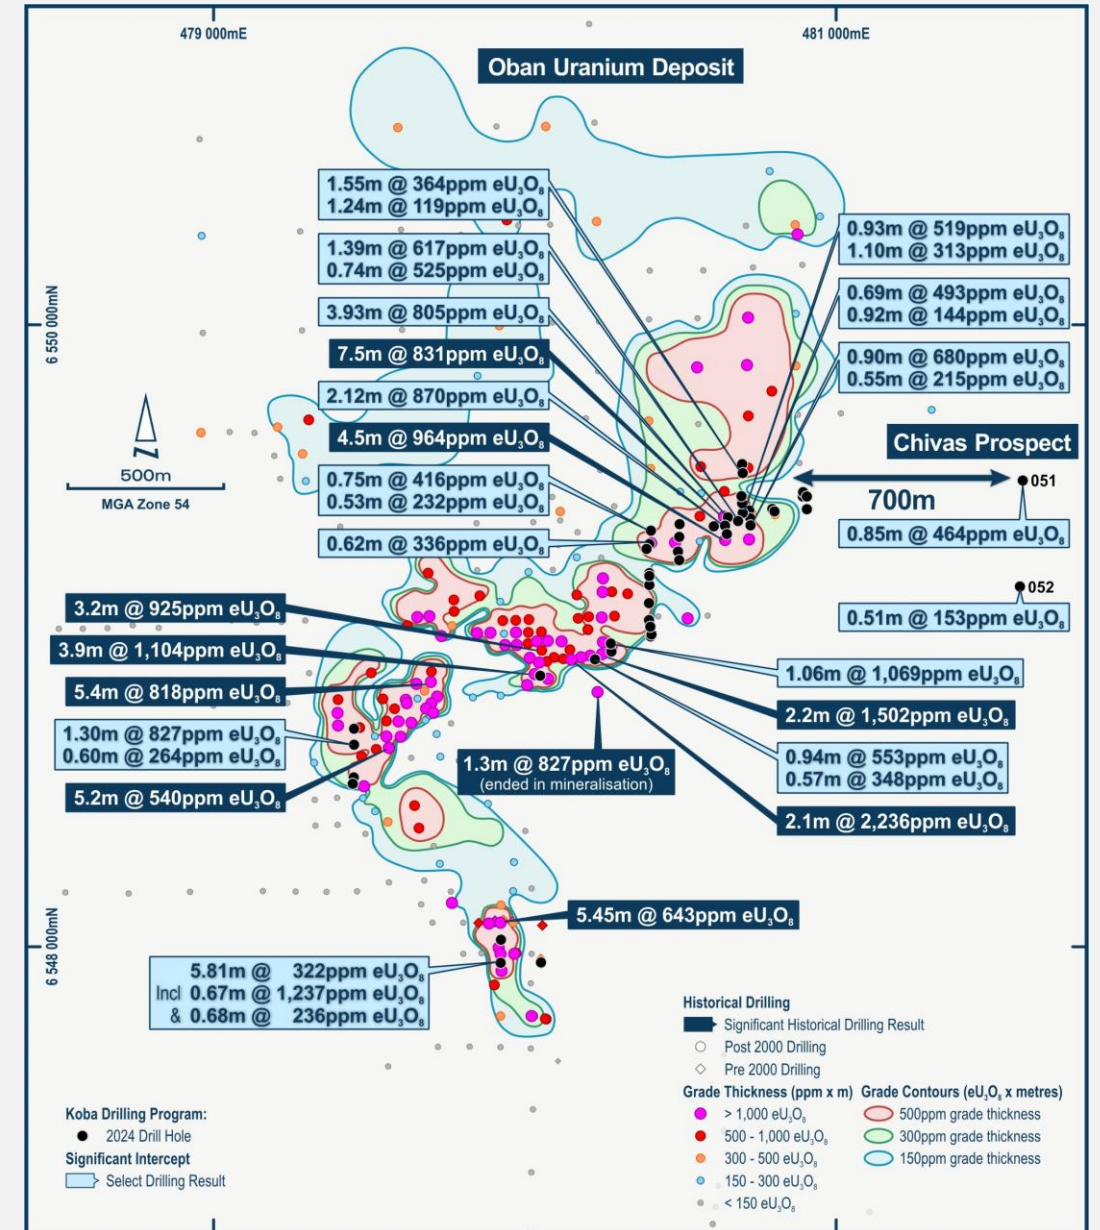 479 000mE
481 000mE
Oban Uranium Deposit
1.55m @ 364ppm eU₃O₈
1.24m @ 119ppm eU₃O₈
1.39m @ 617ppm eU₃O₈
0.74m @ 525ppm eU₃O₈
3.93m @ 805ppm eU₃O₈
7.5m @ 831ppm eU₃O₈
2.12m @ 870ppm eU₃O₈
4.5m @ 964ppm eU₃O₈
0.75m @ 416ppm eU₃O₈
0.53m @ 232ppm eU₃O₈
0.62m @ 336ppm eU₃O₈
0.93m @ 519ppm eU₃O₈
1.10m @ 313ppm eU₃O₈
0.69m @ 493ppm eU₃O₈
0.92m @ 144ppm eU₃O₈
0.90m @ 680ppm eU₃O₈
0.55m @ 215ppm eU₃O₈
6 550 000mN
N
500m
MGA Zone 54
Chivas Prospect
700m
051
0.85m @ 464ppm eU₃O₈
052
0.51m @ 153ppm eU₃O₈
3.2m @ 925ppm eU₃O₈
3.9m @ 1,104ppm eU₃O₈
5.4m @ 818ppm eU₃O₈
1.30m @ 827ppm eU₃O₈
0.60m @ 264ppm eU₃O₈
5.2m @ 540ppm eU₃O₈
1.3m @ 827ppm eU₃O₈
(ended in mineralisation)
1.06m @ 1,069ppm eU₃O₈
2.2m @ 1,502ppm eU₃O₈
0.94m @ 553ppm eU₃O₈
0.57m @ 348ppm eU₃O₈
2.1m @ 2,236ppm eU₃O₈
5.45m @ 643ppm eU₃O₈
6 548 000mN
5.81m @ 322ppm eU₃O₈
Incl 0.67m @ 1,237ppm eU₃O₈
& 0.68m @ 236ppm eU₃O₈
Koba Drilling Program:
2024 Drill Hole
Significant Intercept
Select Drilling Result
Historical Drilling
Significant Historical Drilling Result
Post 2000 Drilling
Pre 2000 Drilling
Grade Thickness (ppm x m)
> 1,000 eU₃O₈
500 - 1,000 eU₃O₈
300 - 500 eU₃O₈
150 - 300 eU₃O₈
< 150 eU₃O₈
Grade Contours (eU₃O₈ x metres)
500ppm grade thickness
300ppm grade thickness
150ppm grade thickness